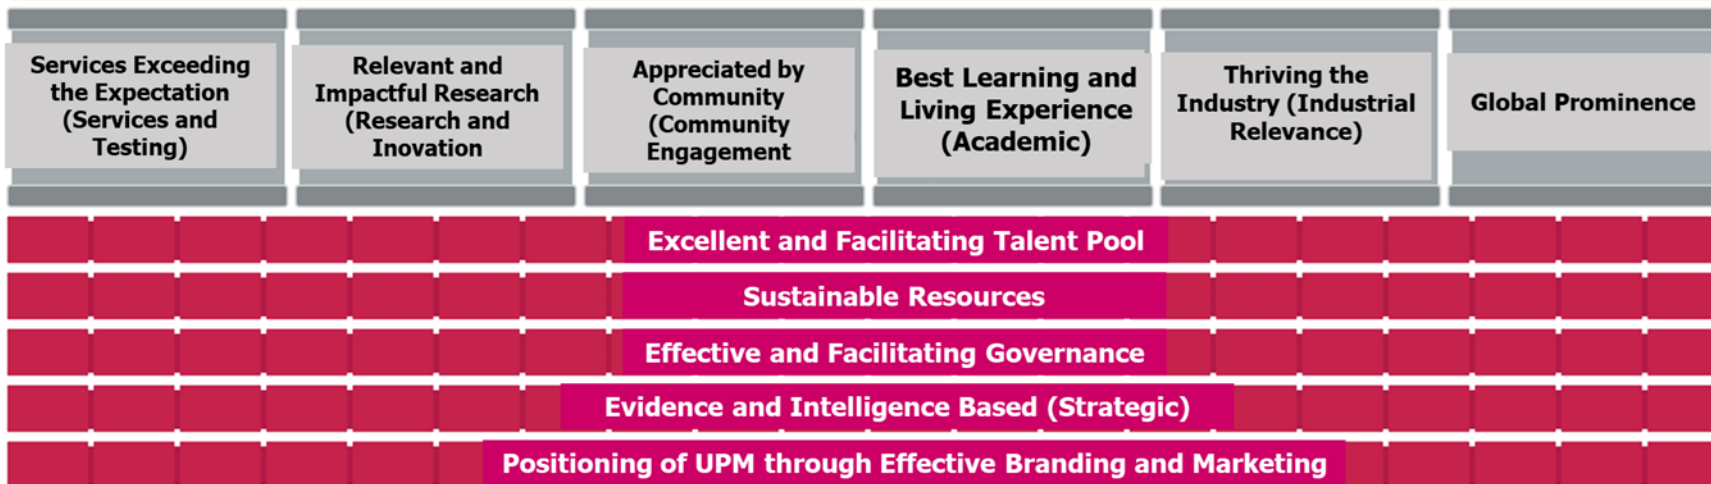 Services Exceeding
the Expectation
(Services and
Testing)
Relevant and
Impactful Research
(Research and
Inovation
Appreciated by
Community
(Community
Engagement
Best Learning and
Living Experience
(Academic)
Thriving the
Industry (Industrial
Relevance)
Global Prominence
Excellent and Facilitating Talent Pool
Sustainable Resources
Effective and Facilitating Governance
Evidence and Intelligence Based (Strategic)
Positioning of UPM through Effective Branding and Marketing